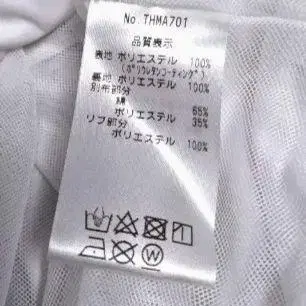 No.THMA701
品質表示
表地 ポリエステル 100%
(ポリウレタンコーティング)
裏地 ポリエステル 100%
別布部分
綿 65%
ポリエステル 35%
リブ部分
ポリエステル 100%